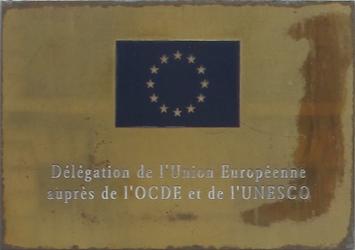 Délégation de l'Union Européenne
auprès de l'OCDE et de l'UNESCO